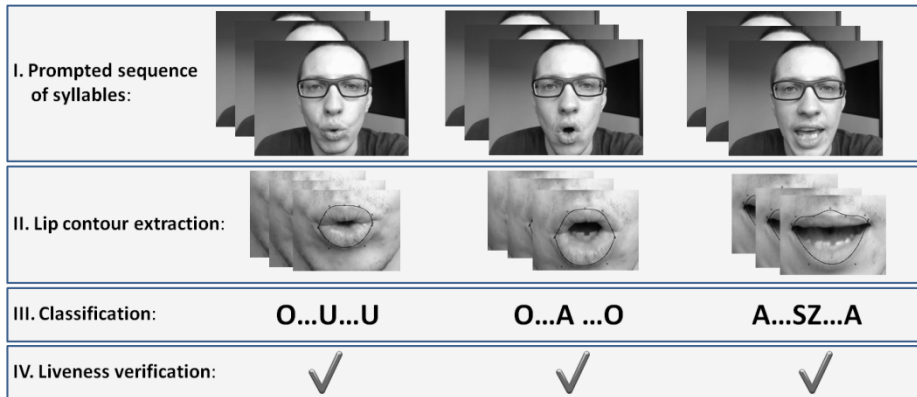 I. Prompted sequence
of syllables:
II. Lip contour extraction:
III. Classification:
O...U...U
O...A ...O
A...SZ...A
IV. Liveness verification: